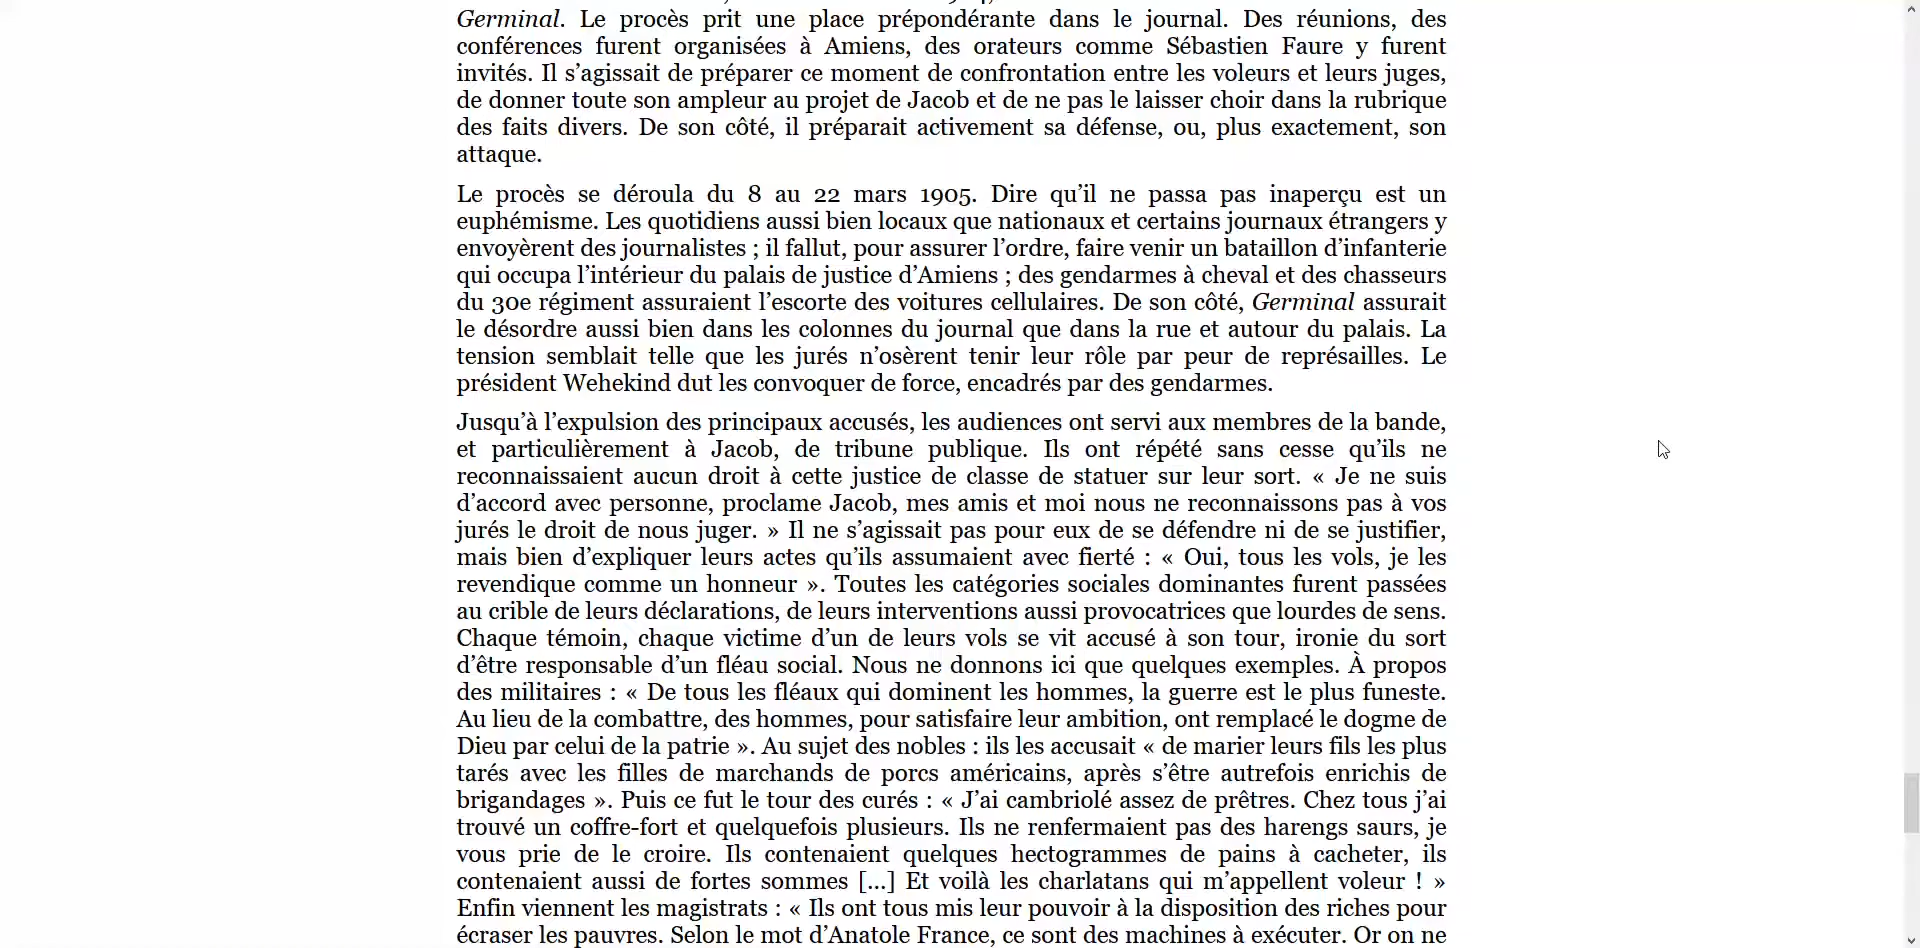 Germinal. Le procès prit une place prépondérante dans le journal. Des réunions, des
conférences furent organisées à Amiens, des orateurs comme Sébastien Faure y furent
invités. Il s’agissait de préparer ce moment de confrontation entre les voleurs et leurs juges,
de donner toute son ampleur au projet de Jacob et de ne pas le laisser choir dans la rubrique
des faits divers. De son côté, il préparait activement sa défense, ou, plus exactement, son
attaque.
Le procès se déroula du 8 au 22 mars 1905. Dire qu’il ne passa pas inaperçu est un
euphémisme. Les quotidiens aussi bien locaux que nationaux et certains journaux étrangers y
envoyèrent des journalistes ; il fallut, pour assurer l’ordre, faire venir un bataillon d’infanterie
qui occupa l’intérieur du palais de justice d’Amiens ; des gendarmes à cheval et des chasseurs
du 30e régiment assuraient l’escorte des voitures cellulaires. De son côté, Germinal assurait
le désordre aussi bien dans les colonnes du journal que dans la rue et autour du palais. La
tension semblait telle que les jurés n’osèrent tenir leur rôle par peur de représailles. Le
président Wehekind dut les convoquer de force, encadrés par des gendarmes.
Jusqu’à l’expulsion des principaux accusés, les audiences ont servi aux membres de la bande,
et particulièrement à Jacob, de tribune publique. Ils ont répété sans cesse qu’ils ne
reconnaissaient aucun droit à cette justice de classe de statuer sur leur sort. « Je ne suis
d’accord avec personne, proclame Jacob, mes amis et moi nous ne reconnaissons pas à vos
jurés le droit de nous juger. » Il ne s’agissait pas pour eux de se défendre ni de se justifier,
mais bien d’expliquer leurs actes qu’ils assumaient avec fierté : « Oui, tous les vols, je les
revendique comme un honneur ». Toutes les catégories sociales dominantes furent passées
au crible de leurs déclarations, de leurs interventions aussi provocatrices que lourdes de sens.
Chaque témoin, chaque victime d’un de leurs vols se vit accusé à son tour, ironie du sort
d’être responsable d’un fléau social. Nous ne donnons ici que quelques exemples. À propos
des militaires : « De tous les fléaux qui dominent les hommes, la guerre est le plus funeste.
Au lieu de la combattre, des hommes, pour satisfaire leur ambition, ont remplacé le dogme de
Dieu par celui de la patrie ». Au sujet des nobles : ils les accusait « de marier leurs fils les plus
tarés avec les filles de marchands de porcs américains, après s’être autrefois enrichis de
brigandages ». Puis ce fut le tour des curés : « J’ai cambriolé assez de prêtres. Chez tous j’ai
trouvé un coffre-fort et quelquefois plusieurs. Ils ne renfermaient pas des harengs saurs, je
vous prie de le croire. Ils contenaient quelques hectogrammes de pains à cacheter, ils
contenaient aussi de fortes sommes [...] Et voilà les charlatans qui m’appellent voleur ! »
Enfin viennent les magistrats : « Ils ont tous mis leur pouvoir à la disposition des riches pour
écraser les pauvres. Selon le mot d’Anatole France, ce sont des machines à exécuter. Or on ne